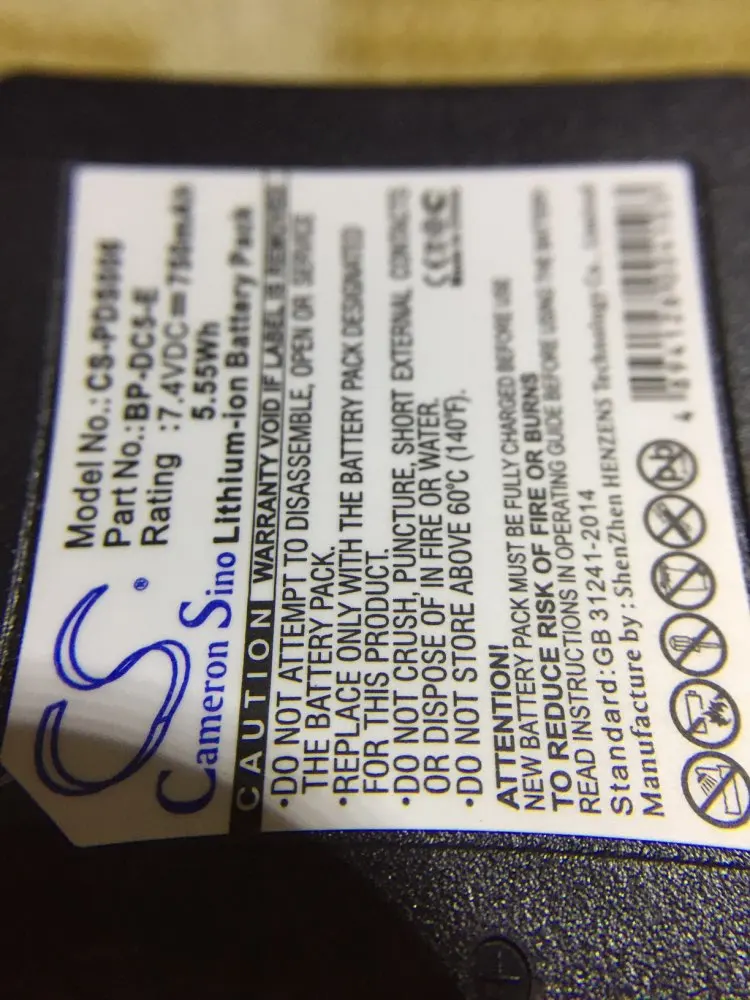 CS®
Cameron Sino
Model No.:CS-PDS006
Part No.:BP-DC5-E
Rating :7.4VDC⎓750mAh
5.55Wh
Lithium-ion Battery Pack
CAUTION WARRANTY VOID IF LABEL IS REMOVED
•DO NOT ATTEMPT TO DISASSEMBLE, OPEN OR SERVICE
THE BATTERY PACK.
•REPLACE ONLY WITH THE BATTERY PACK DESIGNATED
FOR THIS PRODUCT.
•DO NOT CRUSH, PUNCTURE, SHORT EXTERNAL CONTACTS
OR DISPOSE OF IN FIRE OR WATER.
•DO NOT STORE ABOVE 60°C (140°F).
ATTENTION!
NEW BATTERY PACK MUST BE FULLY CHARGED BEFORE USE
TO REDUCE RISK OF FIRE OR BURNS
READ INSTRUCTIONS IN OPERATING GUIDE BEFORE USING THE BATTERY
Standard:GB 31241-2014
Manufacture by:ShenZhen HENZENS Technology Co., Limited
Pb